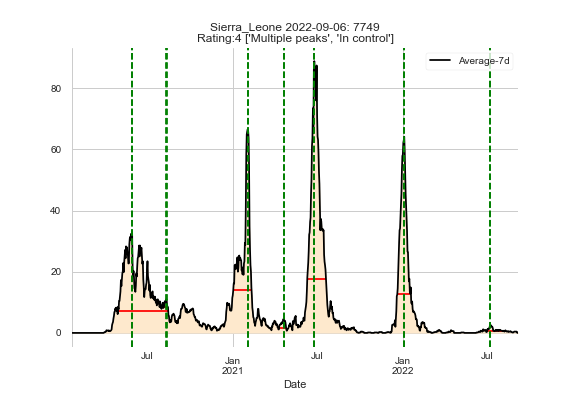 Sierra_Leone 2022-09-06: 7749
Rating:4 ['Multiple peaks', 'In control']
Average-7d
80
60
40
20
0
Jul
Jan
2021
Jul
Jan
2022
Jul
Date